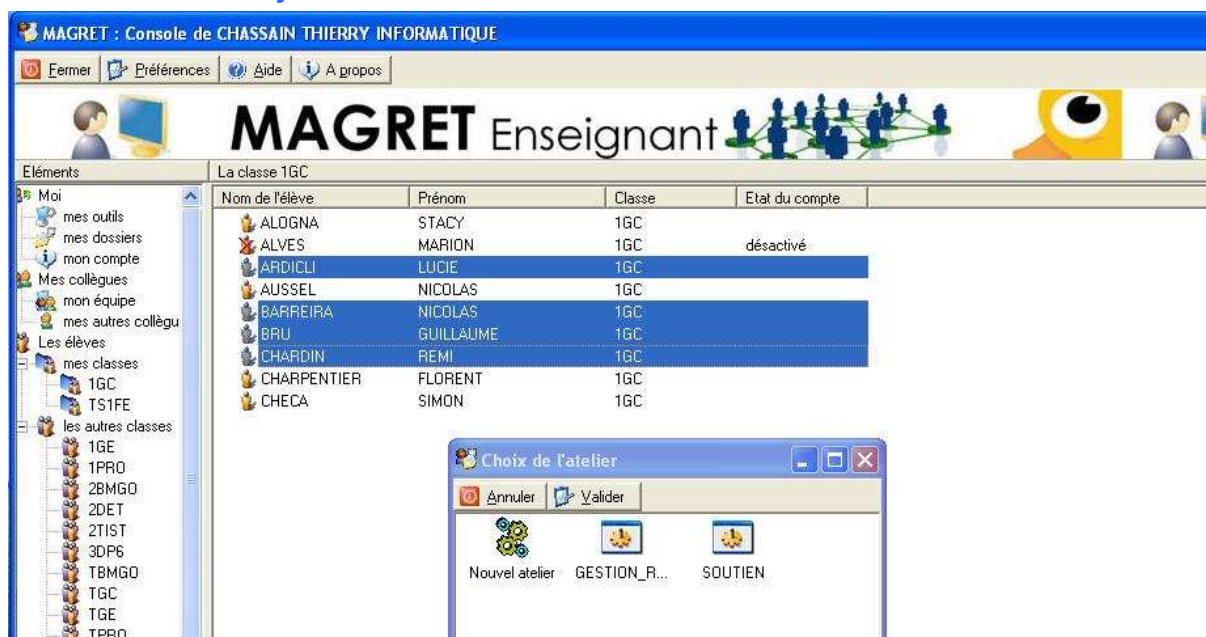 MAGRET : Console de CHASSAIN THIERRY INFORMATIQUE
Fermer Préférences Aide A propos
MAGRET Enseignant
Eléments La classe 1GC
Moi
mes outils
mes dossiers
mon compte
Mes collègues
mon équipe
mes autres collègu
Les élèves
mes classes
1GC
TS1FE
les autres classes
1GE
1PRO
2BMGO
2DET
2TIST
3DP6
TBMGO
TGC
TGE
TPRO
Nom de l'élève Prénom Classe Etat du compte
ALOGNA STACY 1GC
ALVES MARION 1GC désactivé
ARDICLI LUCIE 1GC
AUSSEL NICOLAS 1GC
BARREIRA NICOLAS 1GC
BRU GUILLAUME 1GC
CHARDIN REMI 1GC
CHARPENTIER FLORENT 1GC
CHECA SIMON 1GC
Choix de l'atelier
Annuler Valider
Nouvel atelier GESTION_R... SOUTIEN